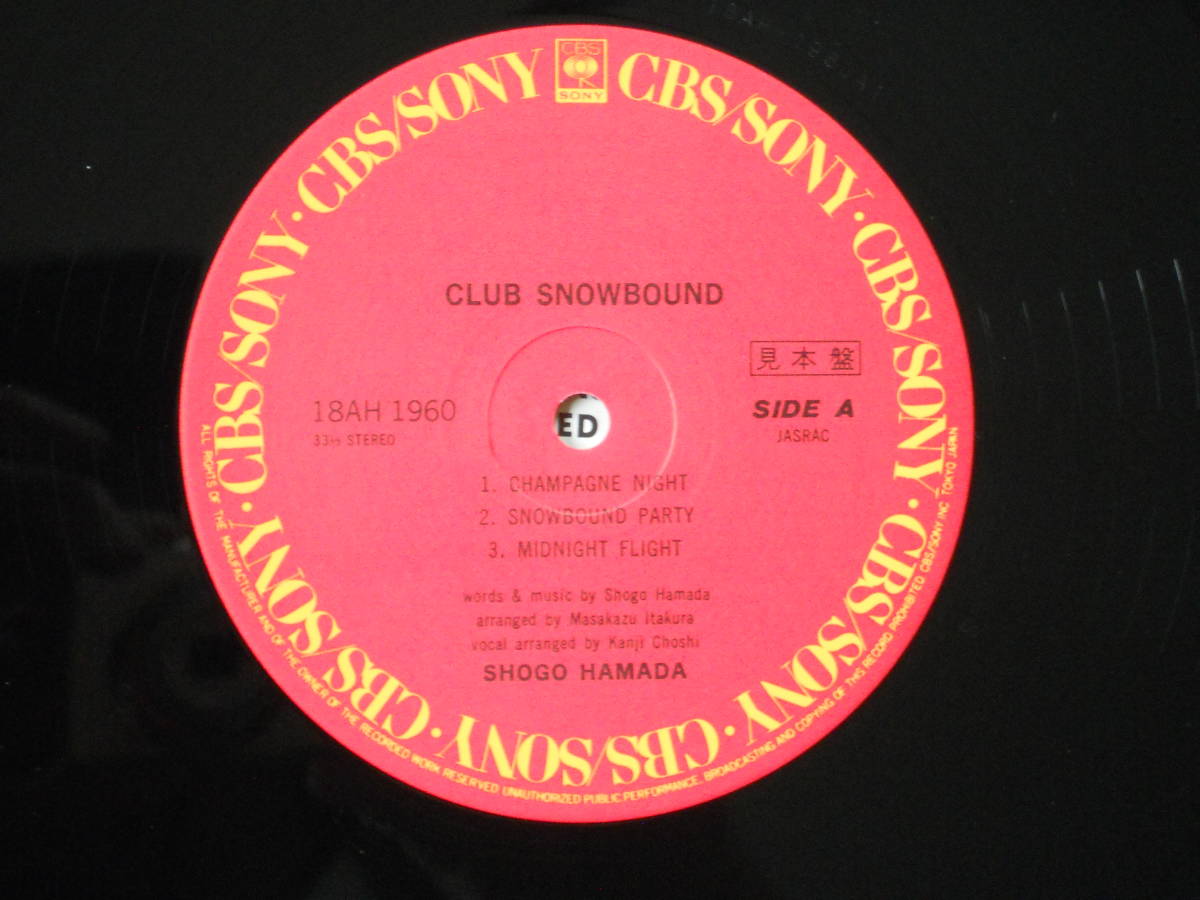 CBS
SONY
CBS/SONY · CBS/SONY · CBS/SONY · CBS/SONY · CBS/SONY · CBS/SONY · CBS/SONY · CBS/SONY
CLUB SNOWBOUND
見本盤
18AH 1960
SIDE A
33⅓ STEREO
JASRAC
ED
1. CHAMPAGNE NIGHT
2. SNOWBOUND PARTY
3. MIDNIGHT FLIGHT
words & music by Shogo Hamada
arranged by Masakazu Itakura
vocal arranged by Kanji Choshi
SHOGO HAMADA
ALL RIGHTS OF THE MANUFACTURER AND OF THE OWNER OF THE RECORDED WORK RESERVED UNAUTHORIZED PUBLIC PERFORMANCE. BROADCASTING AND COPYING OF THIS RECORD PROHIBITED CBS/SONY INC. TOKYO JAPAN